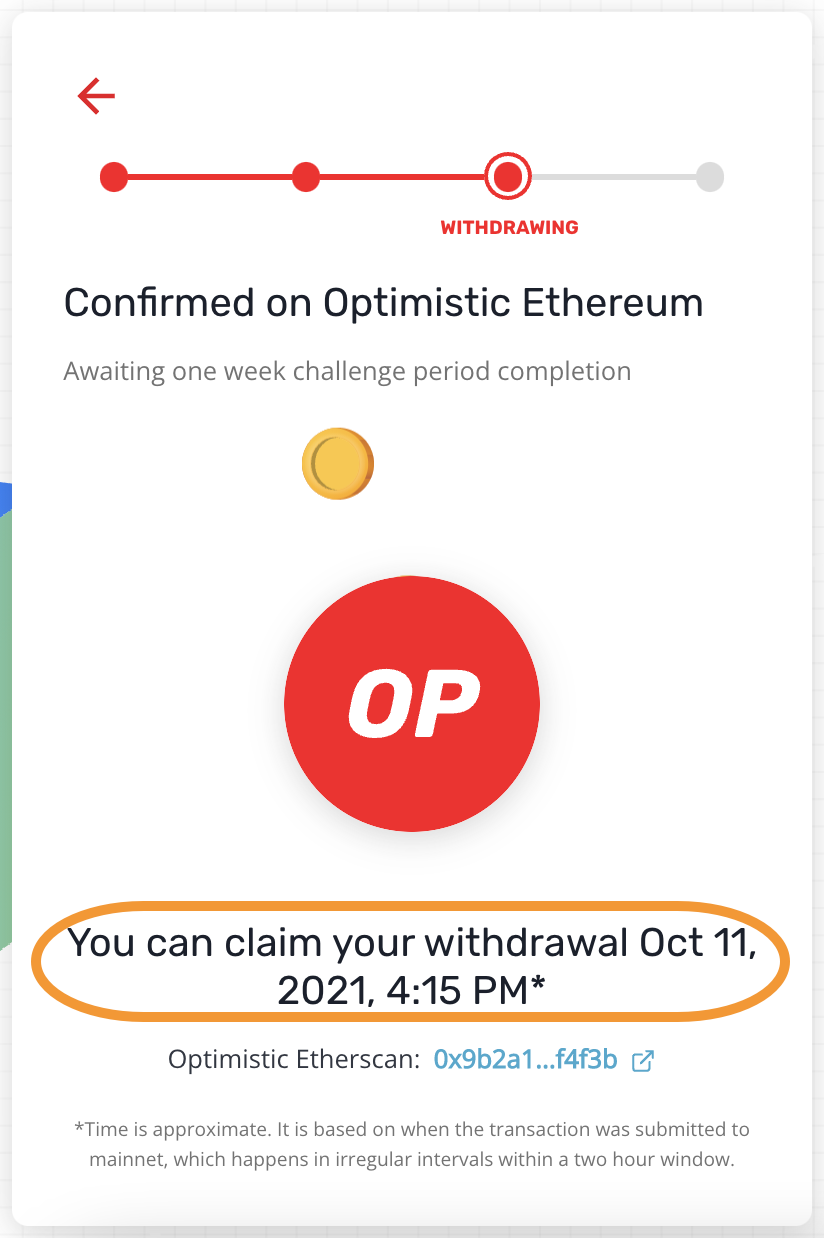 WITHDRAWING
Confirmed on Optimistic Ethereum
Awaiting one week challenge period completion
OP
You can claim your withdrawal Oct 11,
2021, 4:15 PM*
Optimistic Etherscan: 0x9b2a1...f4f3b
*Time is approximate. It is based on when the transaction was submitted to
mainnet, which happens in irregular intervals within a two hour window.